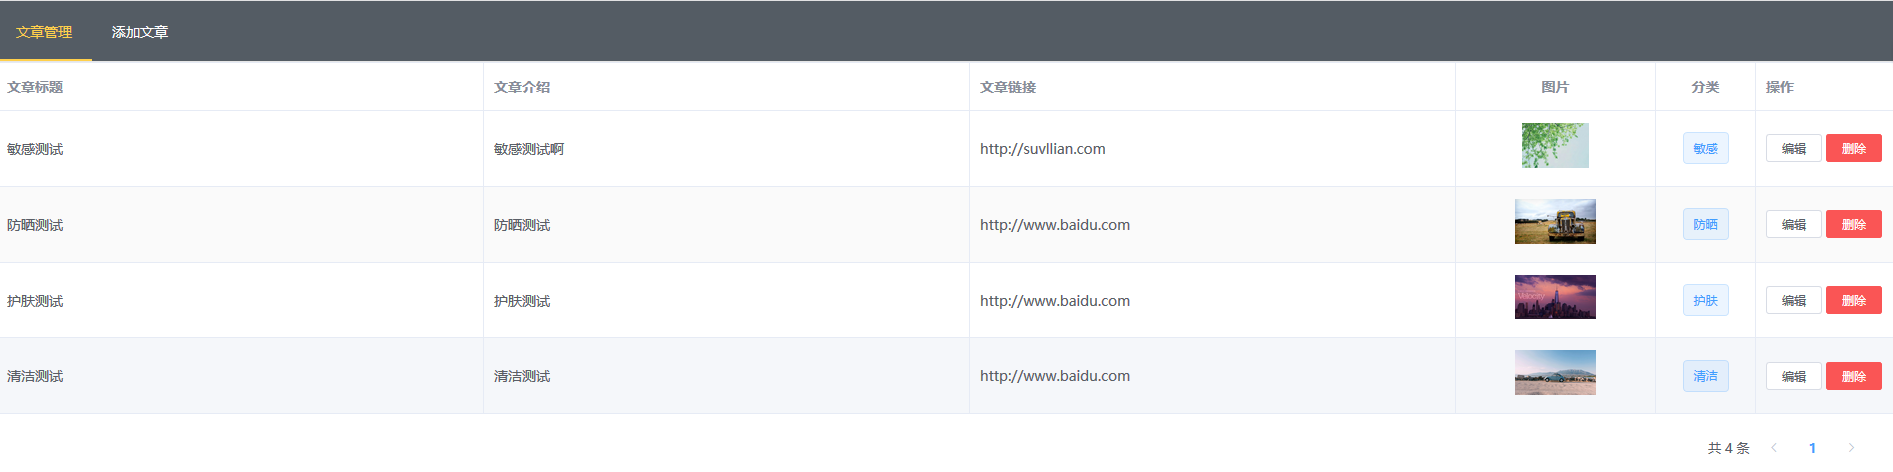 文章管理 添加文章
文章标题 文章介绍 文章链接 图片 分类 操作
敏感测试 敏感测试啊 http://suvllian.com 敏感 编辑 删除
防晒测试 防晒测试 http://www.baidu.com 防晒 编辑 删除
护肤测试 护肤测试 http://www.baidu.com Velocity 护肤 编辑 删除
清洁测试 清洁测试 http://www.baidu.com 清洁 编辑 删除
共 4 条 1